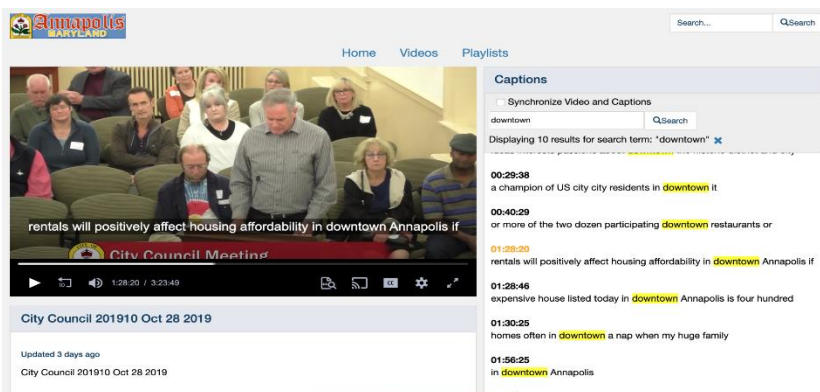 Annapolis
MARYLAND
Search...
Search
Home Videos Playlists
rentals will positively affect housing affordability in downtown Annapolis if
City Council Meeting
10
1:28:20 / 3:23:49
CC
City Council 201910 Oct 28 2019
Updated 3 days ago
City Council 201910 Oct 28 2019
Captions
Synchronize Video and Captions
downtown
Search
Displaying 10 results for search term: "downtown"
00:29:38
a champion of US city city residents in downtown it
00:40:29
or more of the two dozen participating downtown restaurants or
01:28:20
rentals will positively affect housing affordability in downtown Annapolis if
01:28:46
expensive house listed today in downtown Annapolis is four hundred
01:30:25
homes often in downtown a nap when my huge family
01:56:25
in downtown Annapolis